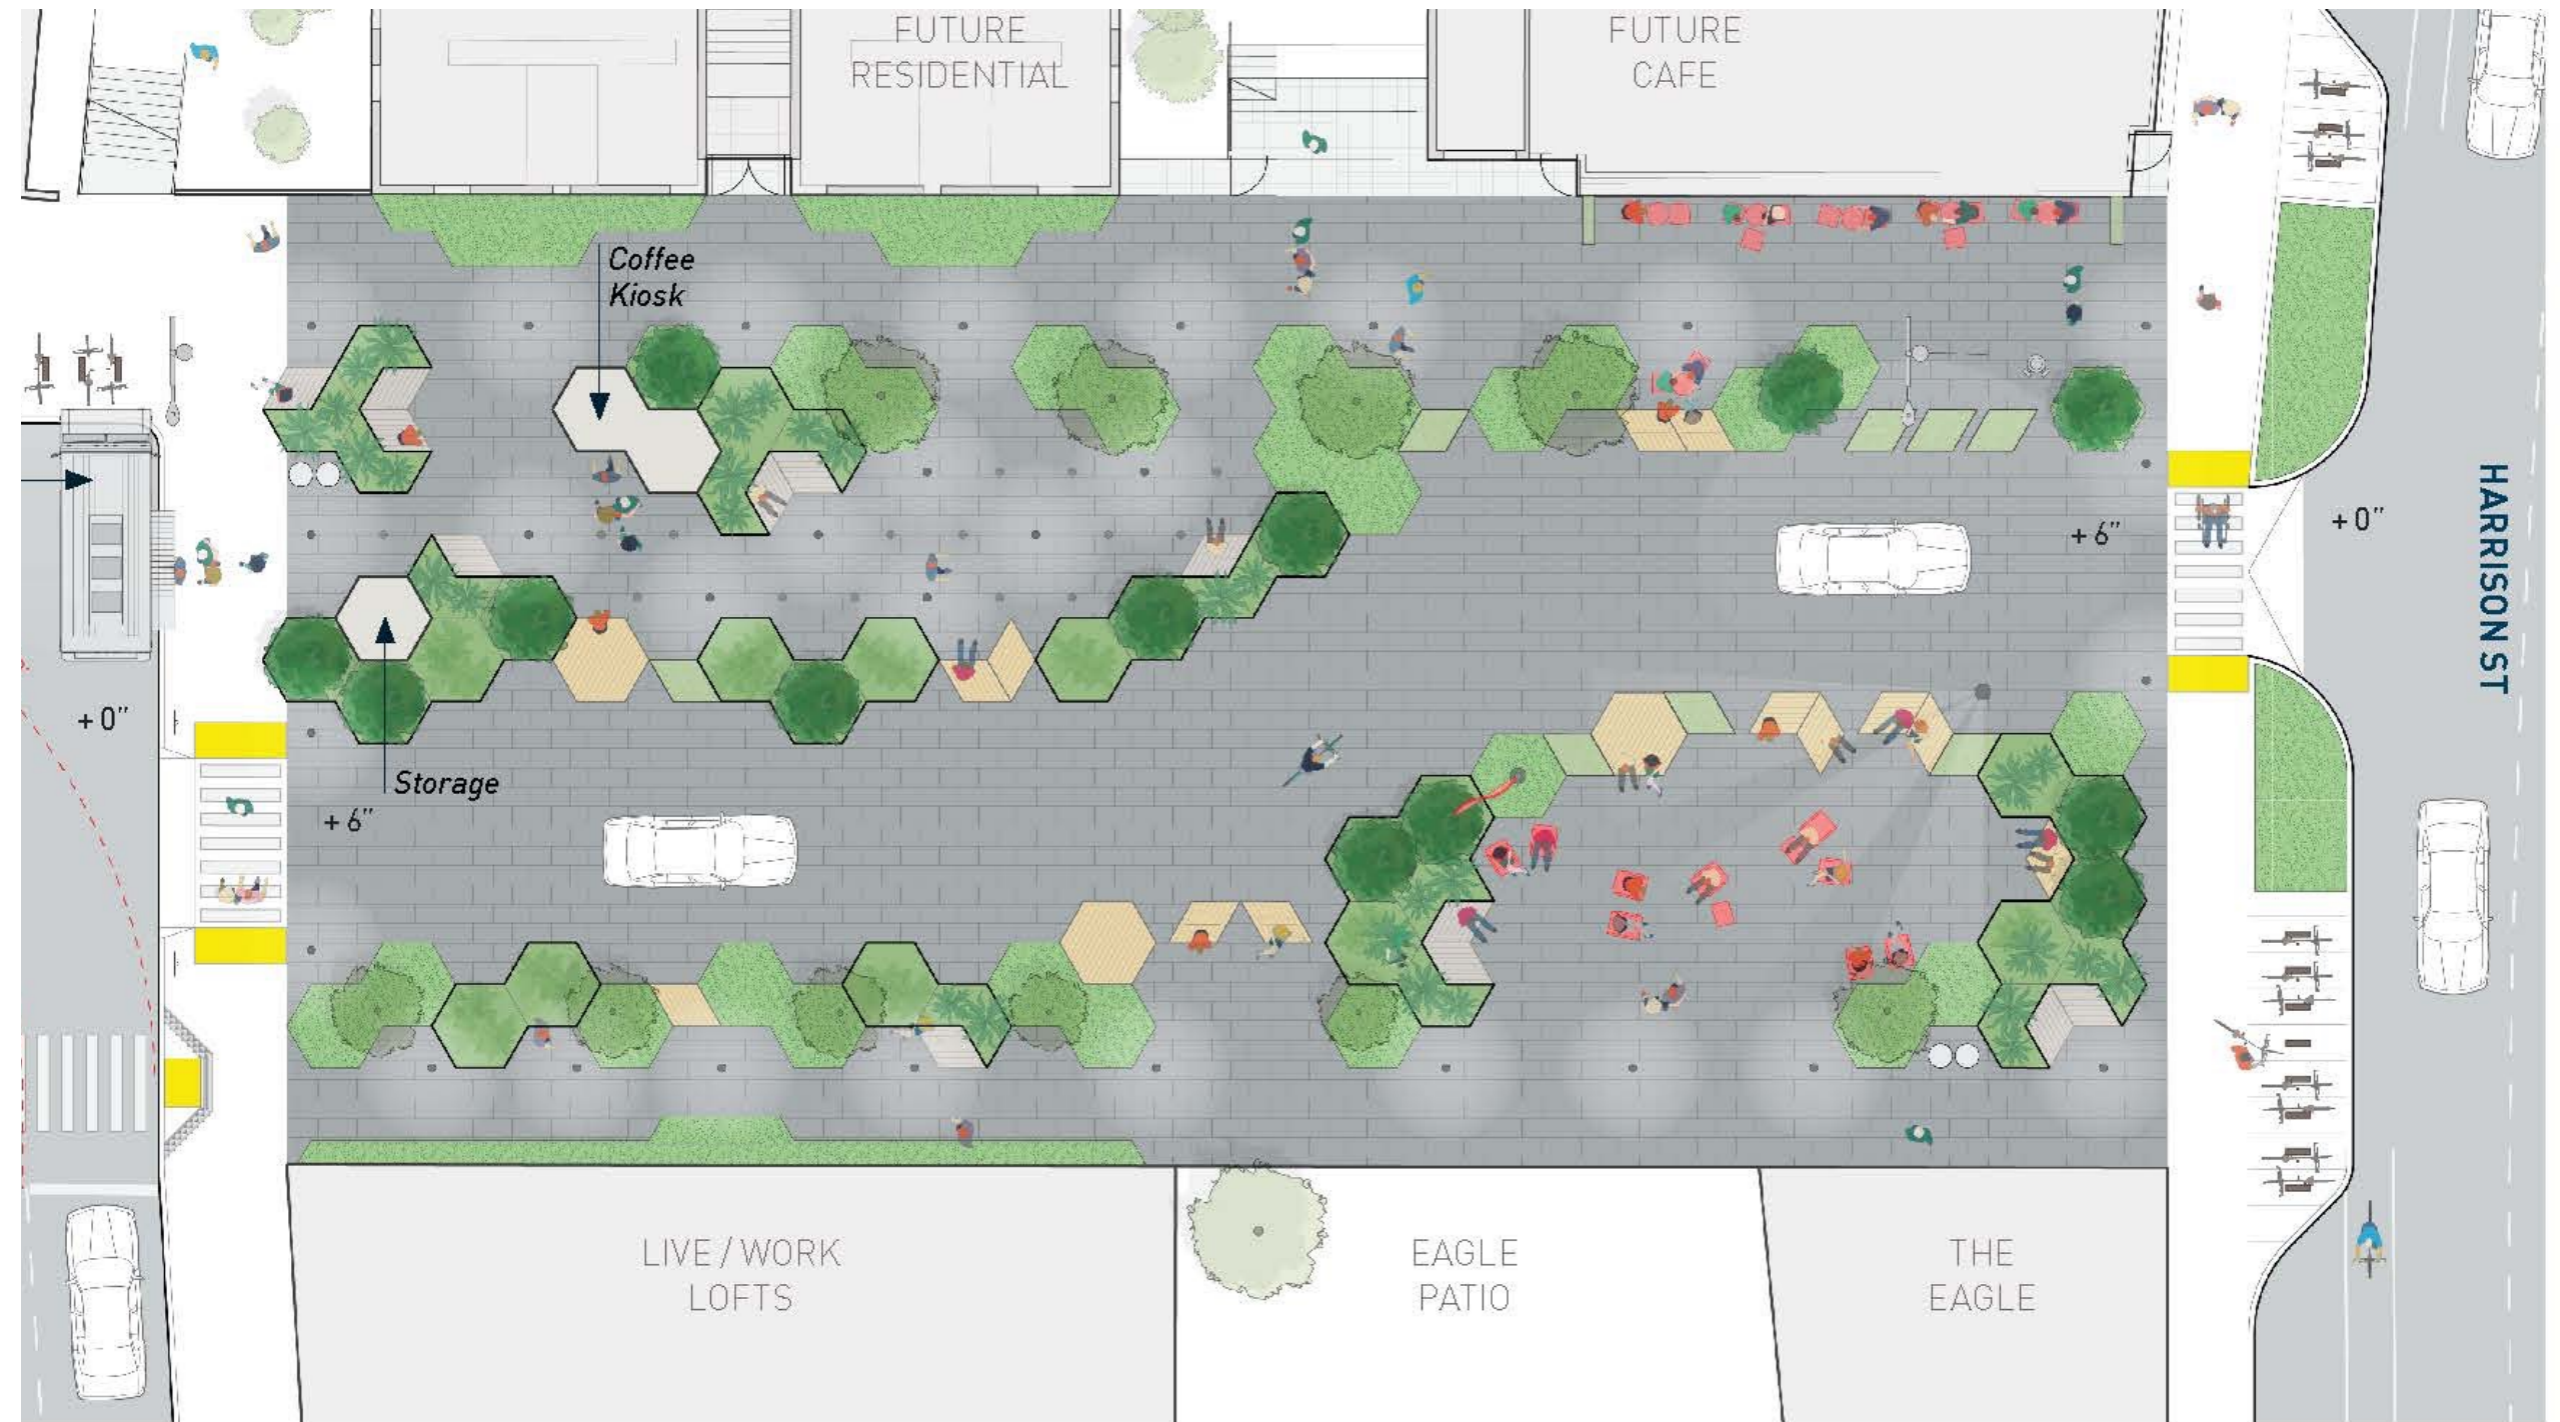 FUTURE
RESIDENTIAL
FUTURE
CAFE
Coffee
Kiosk
HARRISON ST
+0"
+6"
+0"
Storage
+6"
LIVE / WORK
LOFTS
EAGLE
PATIO
THE
EAGLE